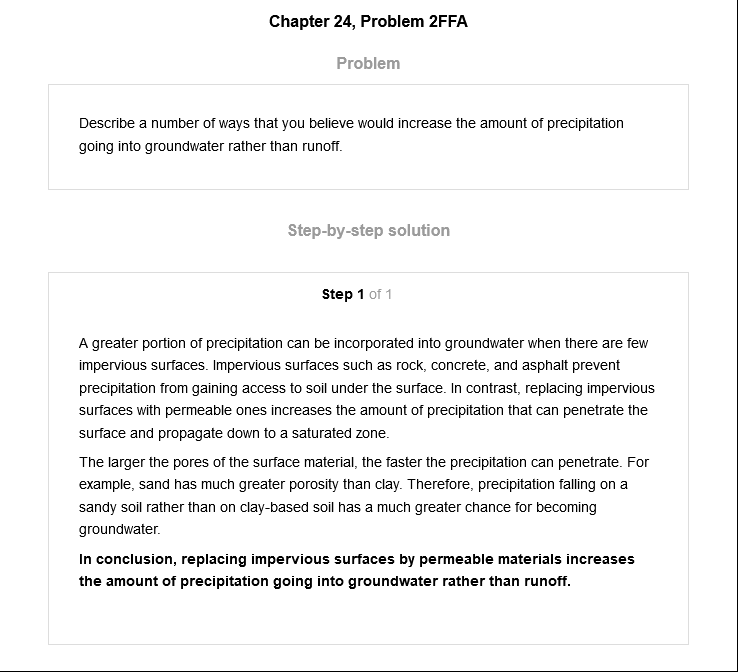 Chapter 24, Problem 2FFA
Problem
Describe a number of ways that you believe would increase the amount of precipitation
going into groundwater rather than runoff.
Step-by-step solution
Step 1 of 1
A greater portion of precipitation can be incorporated into groundwater when there are few
impervious surfaces. Impervious surfaces such as rock, concrete, and asphalt prevent
precipitation from gaining access to soil under the surface. In contrast, replacing impervious
surfaces with permeable ones increases the amount of precipitation that can penetrate the
surface and propagate down to a saturated zone.
The larger the pores of the surface material, the faster the precipitation can penetrate. For
example, sand has much greater porosity than clay. Therefore, precipitation falling on a
sandy soil rather than on clay-based soil has a much greater chance for becoming
groundwater.
In conclusion, replacing impervious surfaces by permeable materials increases
the amount of precipitation going into groundwater rather than runoff.